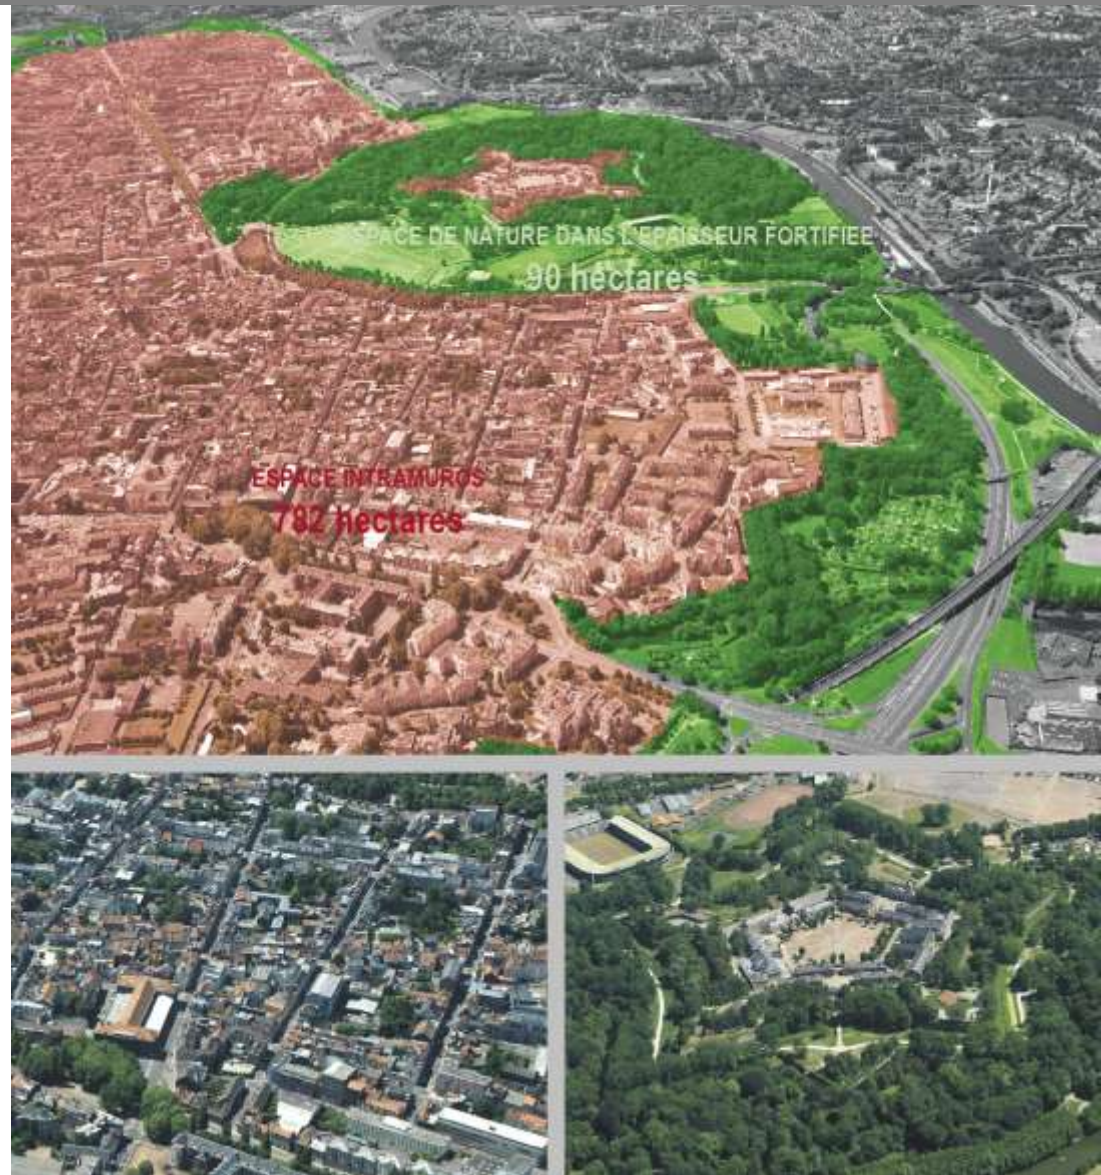 ESPACE DE NATURE DANS L'EPAISSEUR FORTIFIEE
90 hectares
ESPACE INTRAMUROS
782 hectares